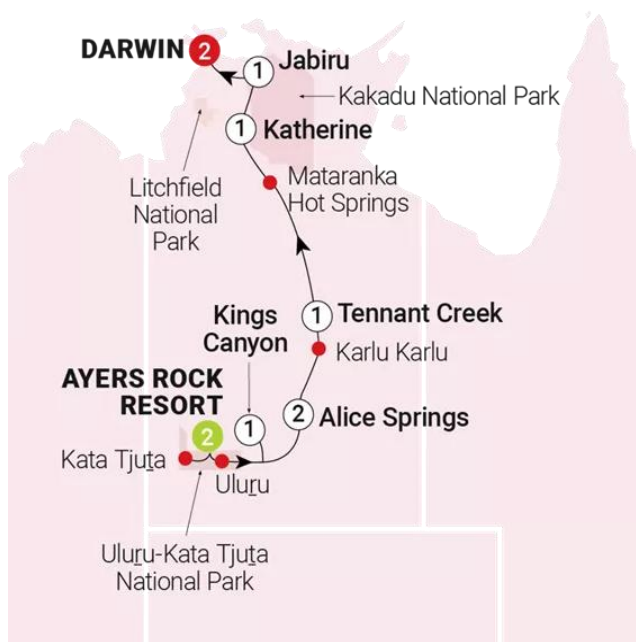 DARWIN 2
1 Jabiru
Kakadu National Park
1 Katherine
Litchfield
National
Park
Mataranka
Hot Springs
1 Tennant Creek
Kings
Canyon
1
Karlu Karlu
AYERS ROCK
RESORT
2
2 Alice Springs
Kata Tjuṯa
Uluṟu
Uluṟu-Kata Tjuṯa
National Park